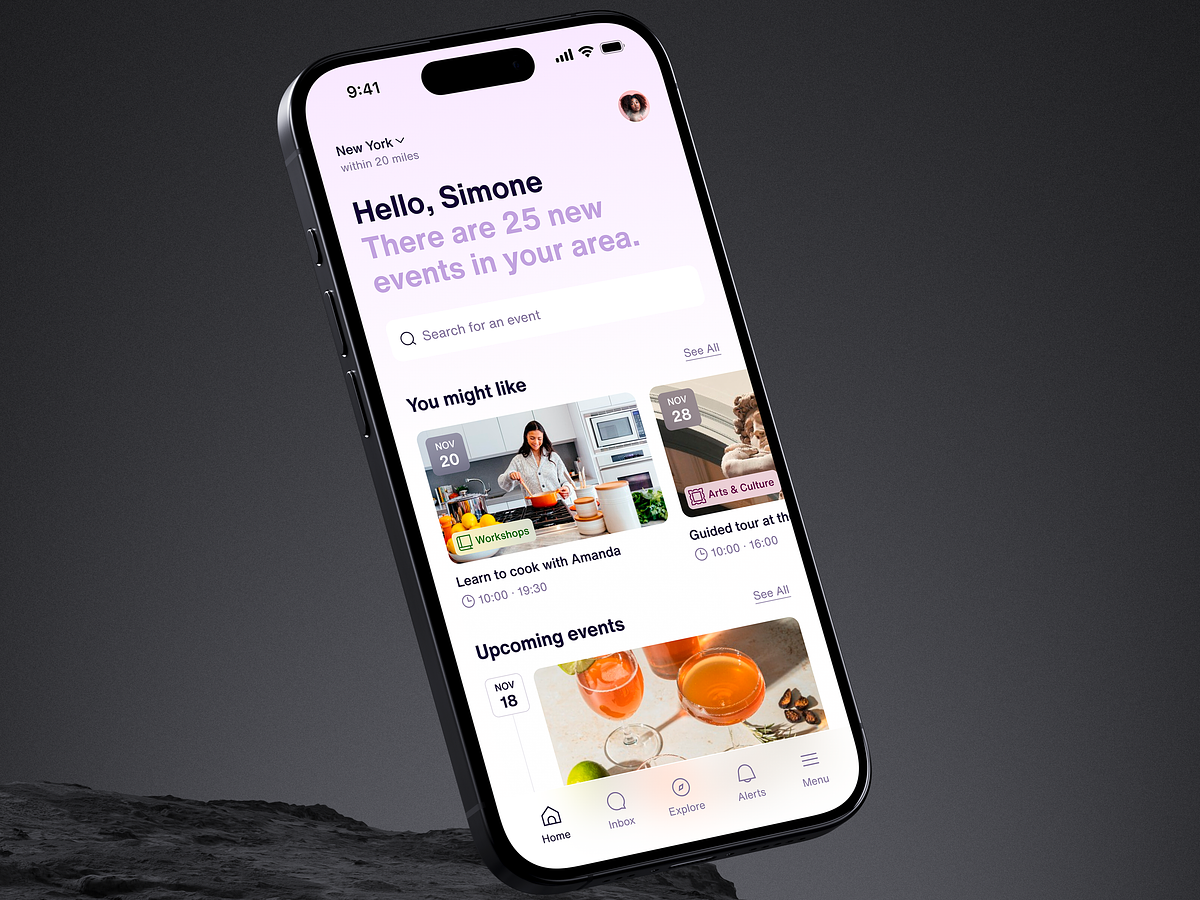 9:41
New York
within 20 miles
Hello, Simone
There are 25 new
events in your area.
Search for an event
See All
You might like
NOV
20
Workshops
Learn to cook with Amanda
10:00 · 19:30
NOV
28
Arts & Culture
Guided tour at th
10:00 · 16:00
See All
Upcoming events
NOV
18
Home
Inbox
Explore
Alerts
Menu